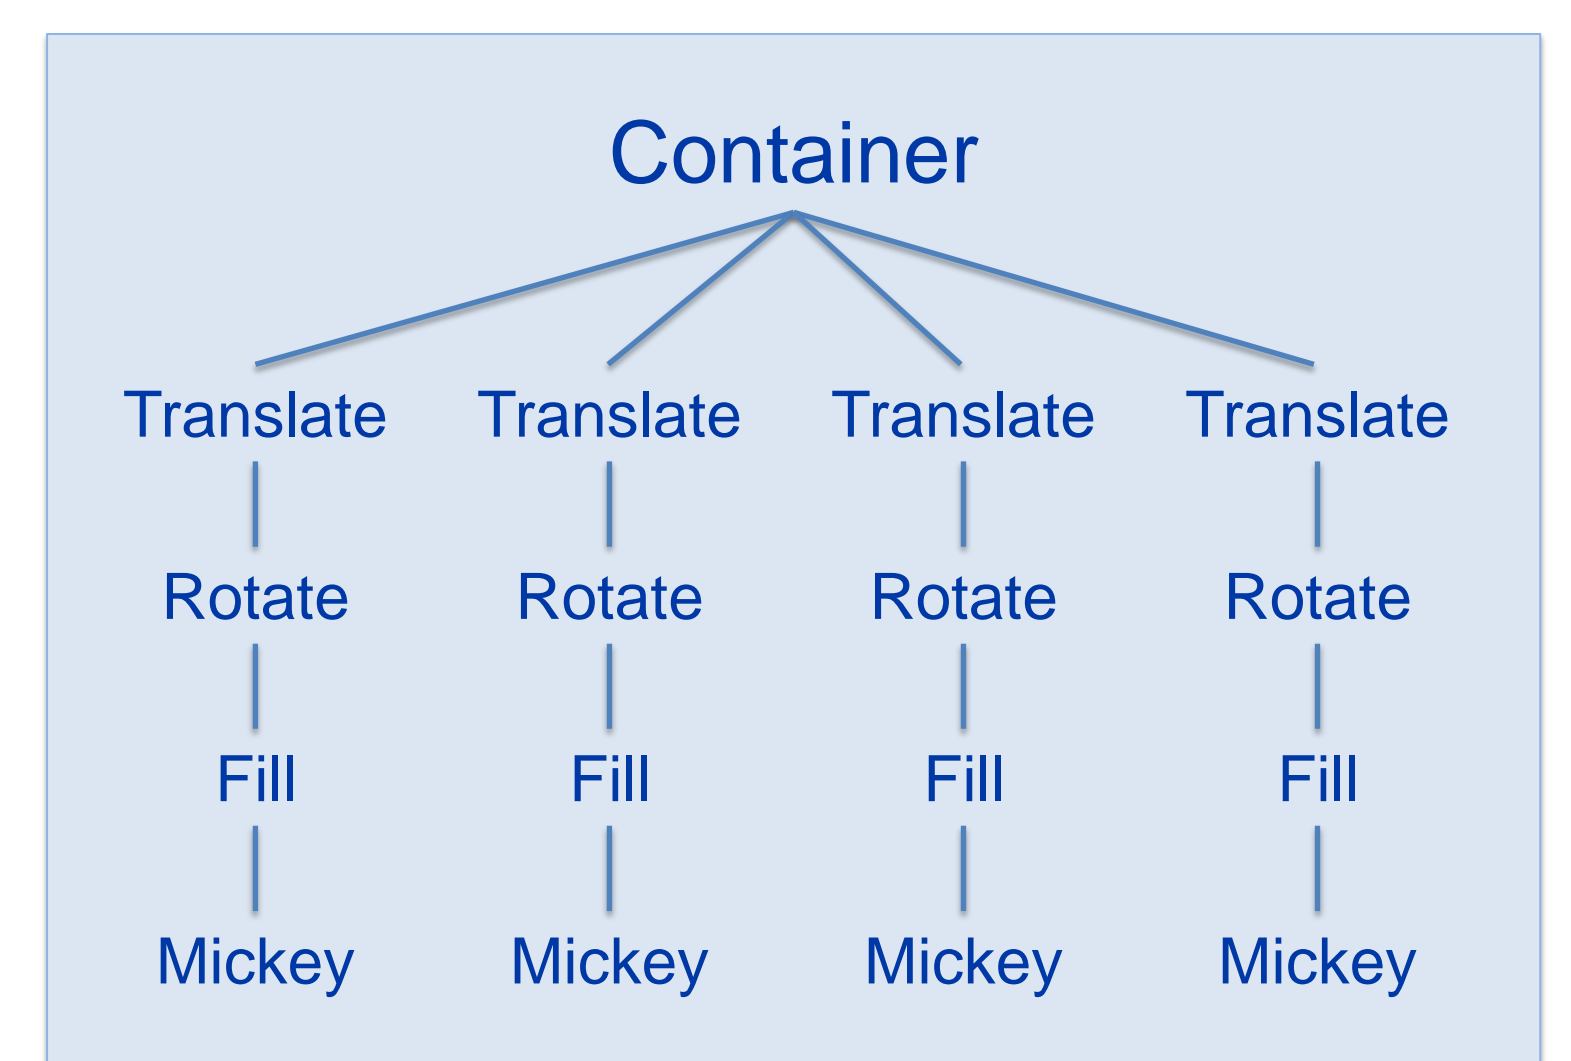 Container
Translate Translate Translate Translate
Rotate Rotate Rotate Rotate
Fill Fill Fill Fill
Mickey Mickey Mickey Mickey